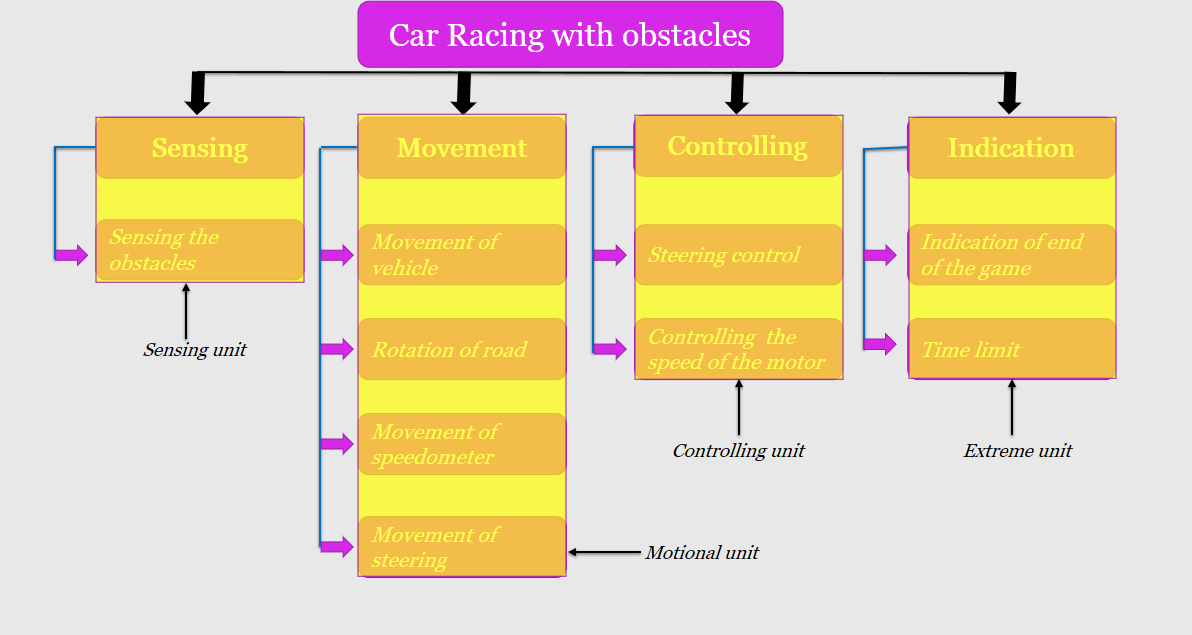 Car Racing with obstacles
Sensing
Sensing the
obstacles
Sensing unit
Movement
Movement of
vehicle
Rotation of road
Movement of
speedometer
Movement of
steering
Motional unit
Controlling
Steering control
Controlling the
speed of the motor
Controlling unit
Indication
Indication of end
of the game
Time limit
Extreme unit